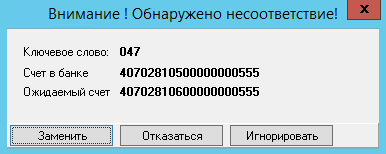 Внимание ! Обнаружено несоответствие!
x
Ключевое слово: 047
Счет в банке 40702810500000000555
Ожидаемый счет 40702810600000000555
Заменить Отказаться Игнорировать